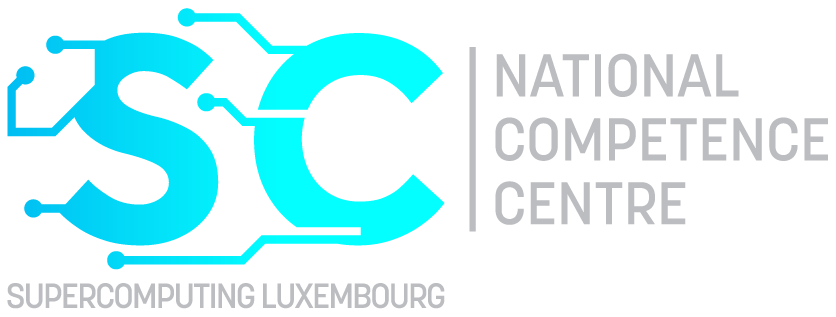 SC
NATIONAL
COMPETENCE
CENTRE
SUPERCOMPUTING LUXEMBOURG